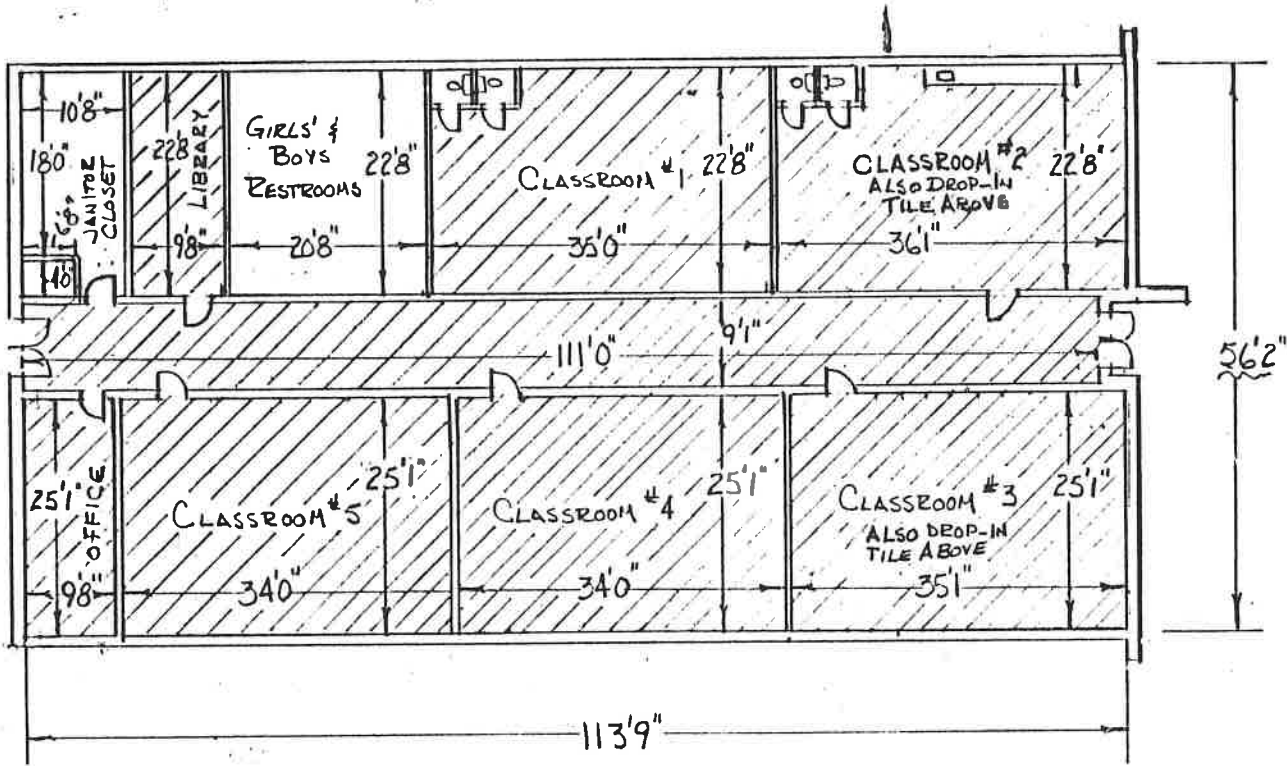 10'8"
18'0"
6'8"
4'0"
JANITOR
CLOSET
22'8"
LIBRARY
9'8"
GIRLS' &
BOYS
RESTROOMS
22'8"
20'8"
CLASSROOM #1
22'8"
35'0"
CLASSROOM #2
ALSO DROP-IN
TILE ABOVE
22'8"
36'1"
9'1"
111'0"
56'2"
25'1"
OFFICE
9'8"
CLASSROOM #5
25'1"
34'0"
CLASSROOM #4
25'1"
34'0"
CLASSROOM #3
ALSO DROP-IN
TILE ABOVE
25'1"
35'1"
113'9"